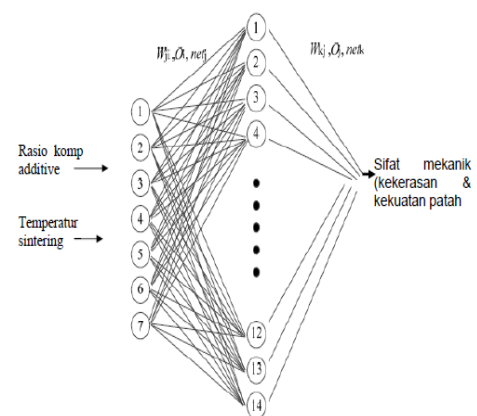 Wji ,Oi, netj
Wkj ,Oj, netk
1
2
3
4
12
13
14
1
2
3
4
5
6
7
Rasio komp
additive
Temperatur
sintering
Sifat mekanik
(kekerasan &
kekuatan patah